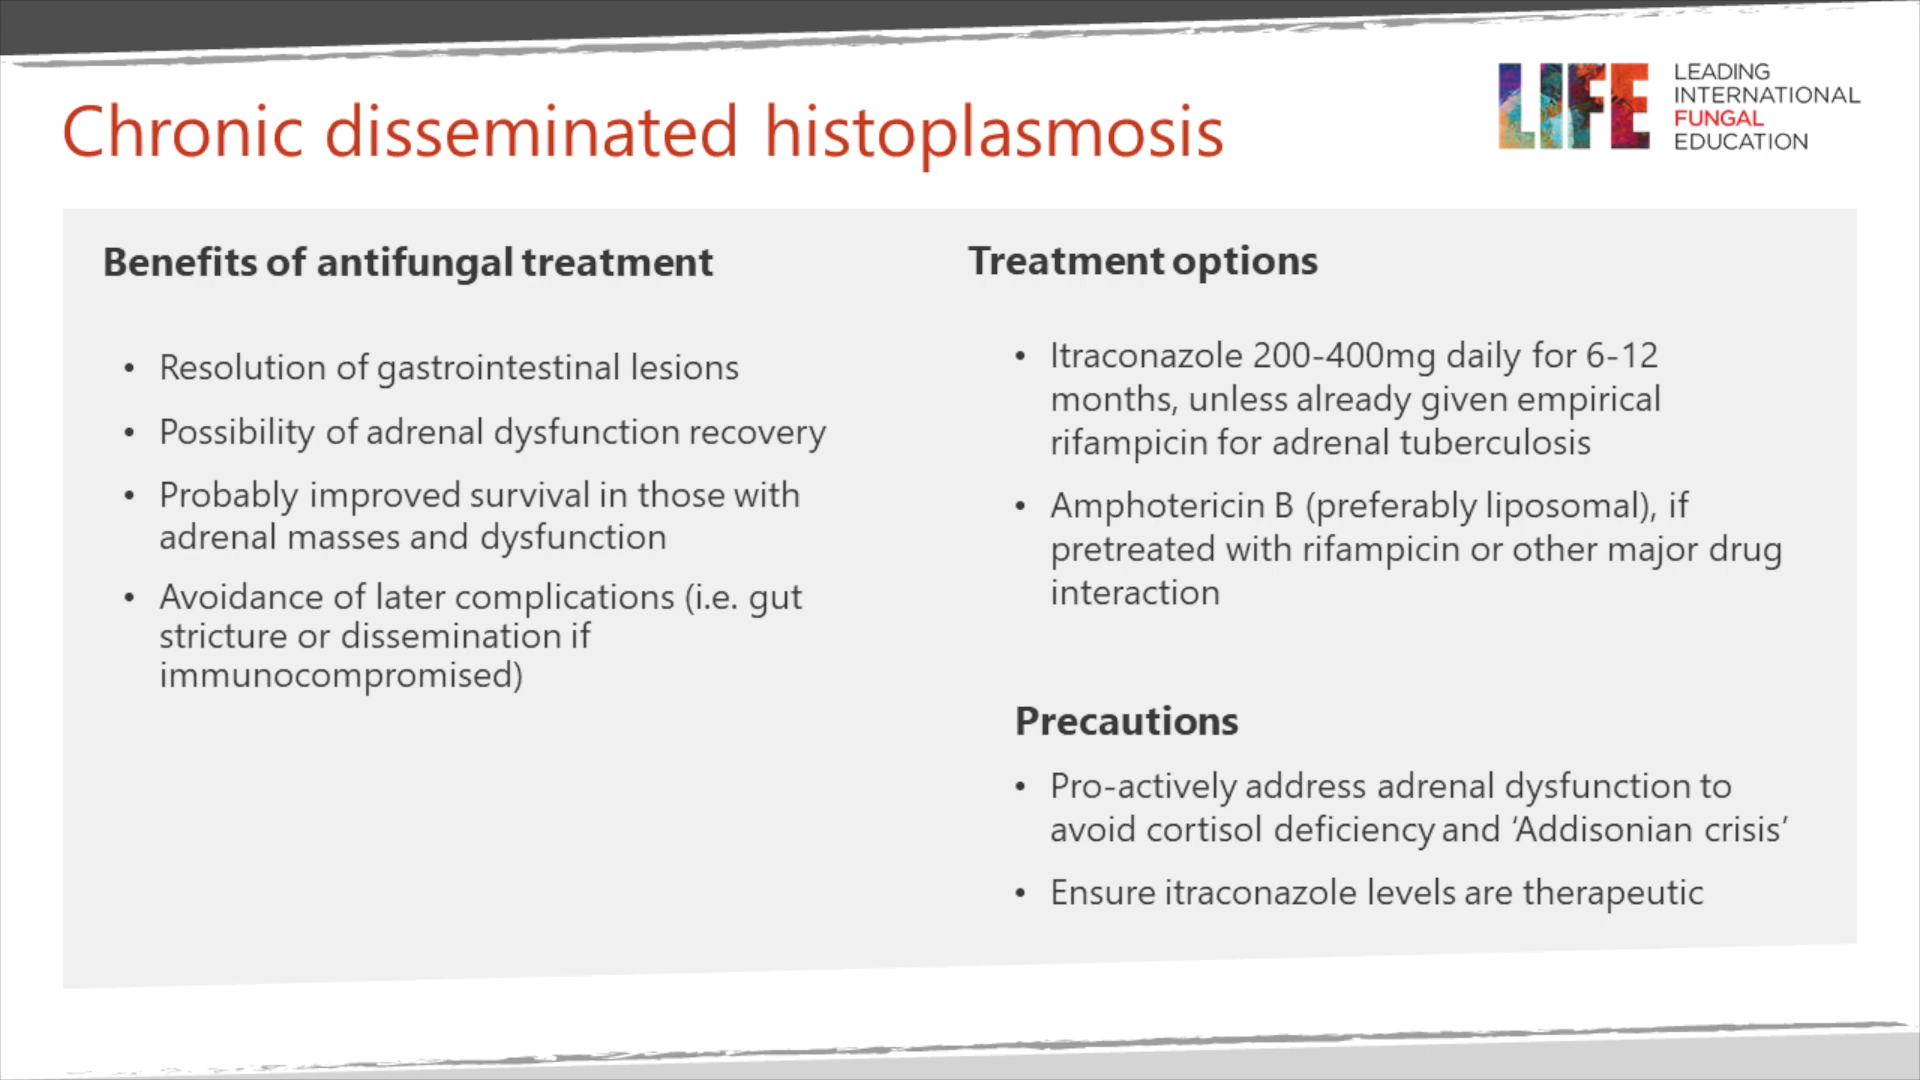 Chronic disseminated histoplasmosis
LIFE
LEADING
INTERNATIONAL
FUNGAL
EDUCATION
Benefits of antifungal treatment
• Resolution of gastrointestinal lesions
• Possibility of adrenal dysfunction recovery
• Probably improved survival in those with
adrenal masses and dysfunction
• Avoidance of later complications (i.e. gut
stricture or dissemination if
immunocompromised)
Treatment options
• Itraconazole 200-400mg daily for 6-12
months, unless already given empirical
rifampicin for adrenal tuberculosis
• Amphotericin B (preferably liposomal), if
pretreated with rifampicin or other major drug
interaction
Precautions
• Pro-actively address adrenal dysfunction to
avoid cortisol deficiency and ‘Addisonian crisis’
• Ensure itraconazole levels are therapeutic